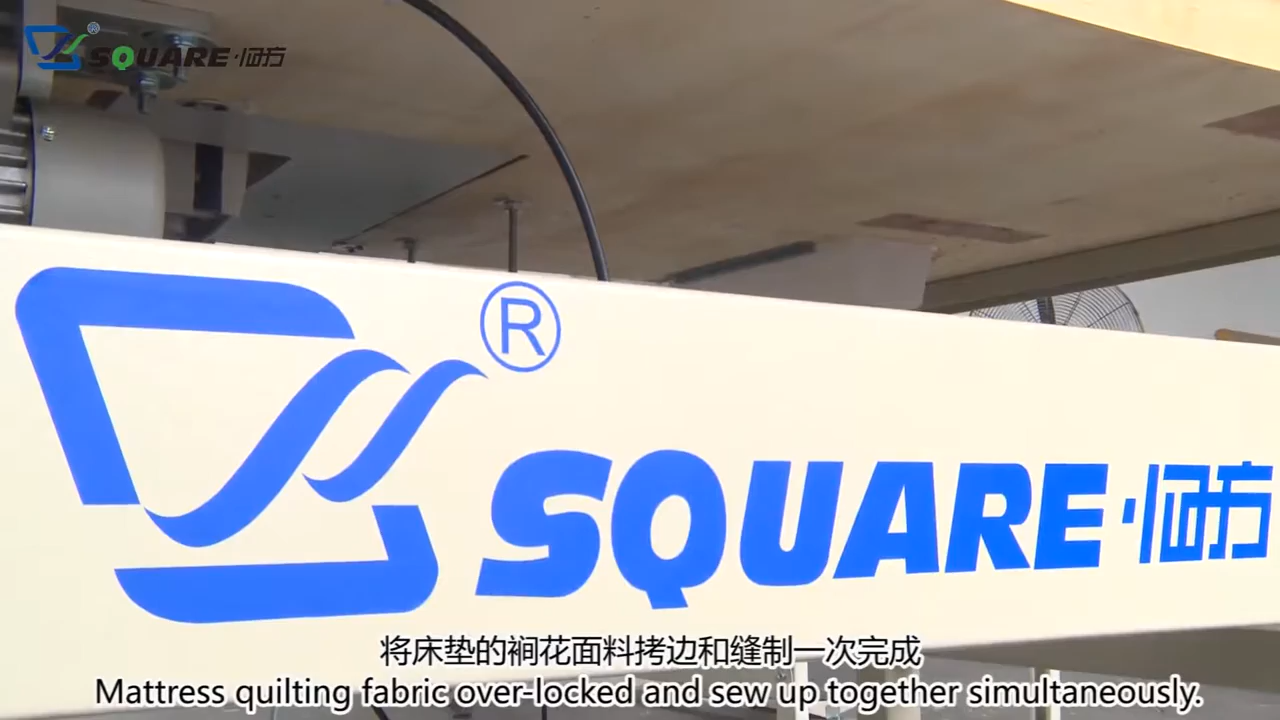 ® SQUARE·恒方
®
SQUARE·恒方
将床垫的裥花面料拷边和缝制一次完成
Mattress quilting fabric over-locked and sew up together simultaneously.